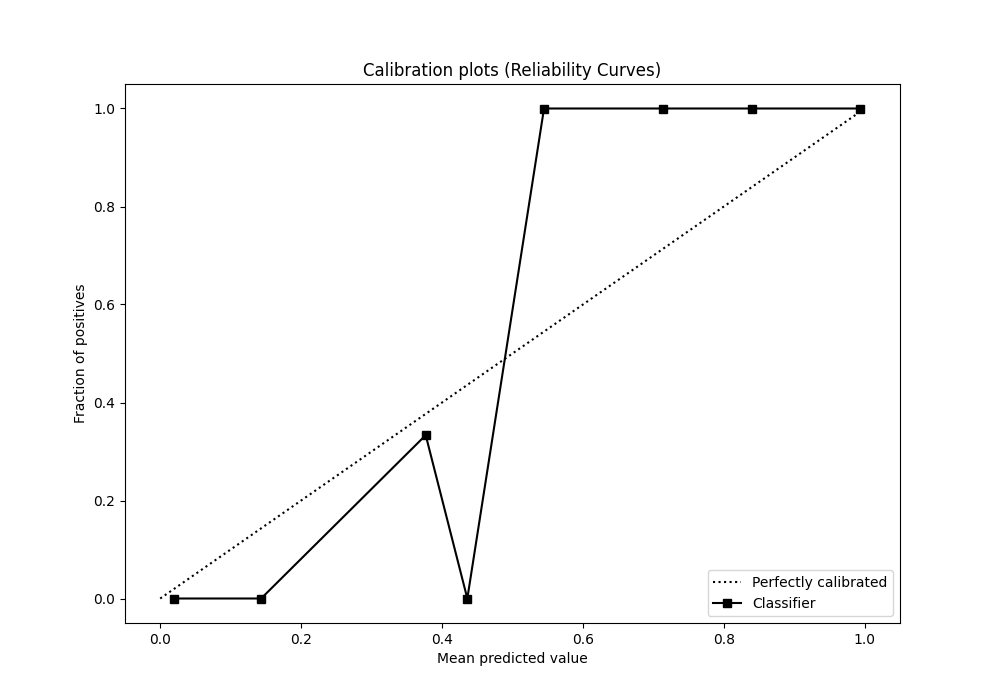 Calibration plots (Reliability Curves)
1.0
0.8
0.6
0.4
0.2
0.0
Fraction of positives
0.0 0.2 0.4 0.6 0.8 1.0
Mean predicted value
Perfectly calibrated
Classifier